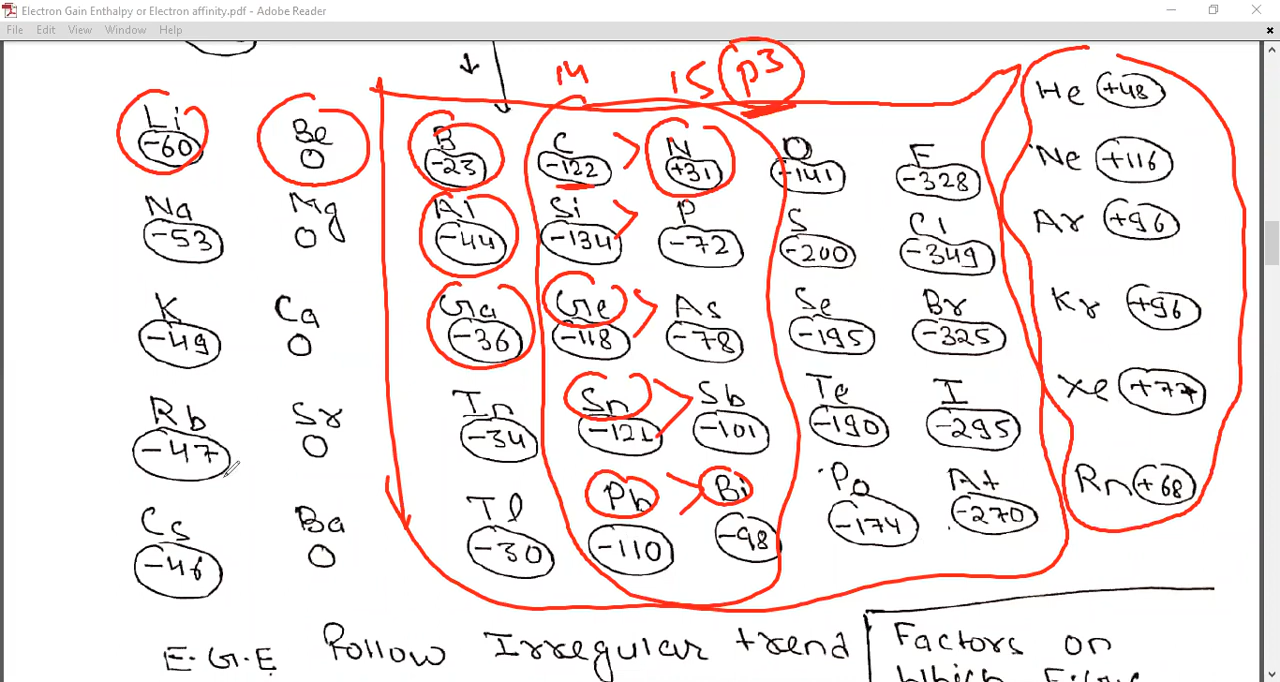 Electron Gain Enthalpy or Electron affinity.pdf - Adobe Reader
File Edit View Window Help
14 15 p3
Li Be B C > N O F He +48
-60 0 -23 -122 +31 -141 -328 Ne +116
Na Mg Al Si > P S Cl Ar +96
-53 0 -44 -134 -72 -200 -349
K Ca Ga Ge > As Se Br Kr +96
-49 0 -36 -118 -78 -195 -325
Rb Sr In Sn > Sb Te I Xe +77
-47 0 -34 -121 -101 -190 -295
Cs Ba Tl Pb > Bi Po At Rn +68
-46 0 -30 -110 -98 -174 -270
E.G.E Follow Irregular trend
Factors on